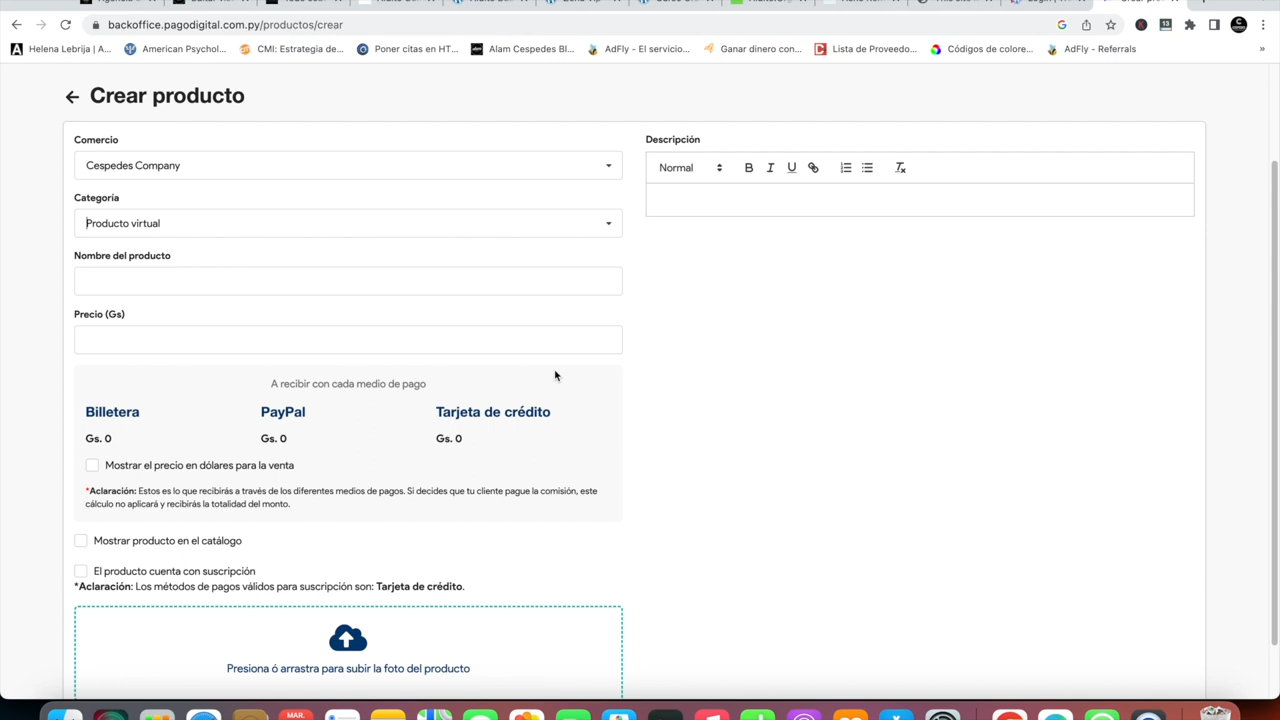 backoffice.pagodigital.com.py/productos/crear
Helena Lebrija | A...
American Psychol...
CMI: Estrategia de...
Poner citas en HT...
Alam Cespedes Bl...
AdFly - El servicio...
Ganar dinero con...
Lista de Proveedo...
Códigos de colore...
AdFly - Referrals
»
Crear producto
Comercio
Cespedes Company
Categoría
Producto virtual
Nombre del producto
Precio (Gs)
A recibir con cada medio de pago
Billetera PayPal Tarjeta de crédito
Gs. 0 Gs. 0 Gs. 0
Mostrar el precio en dólares para la venta
*Aclaración: Estos es lo que recibirás a través de los diferentes medios de pagos. Si decides que tu cliente pague la comisión, este
cálculo no aplicará y recibirás la totalidad del monto.
Mostrar producto en el catálogo
El producto cuenta con suscripción
*Aclaración: Los métodos de pagos válidos para suscripción son: Tarjeta de crédito.
Presiona ó arrastra para subir la foto del producto
Descripción
Normal B I U
MAR.